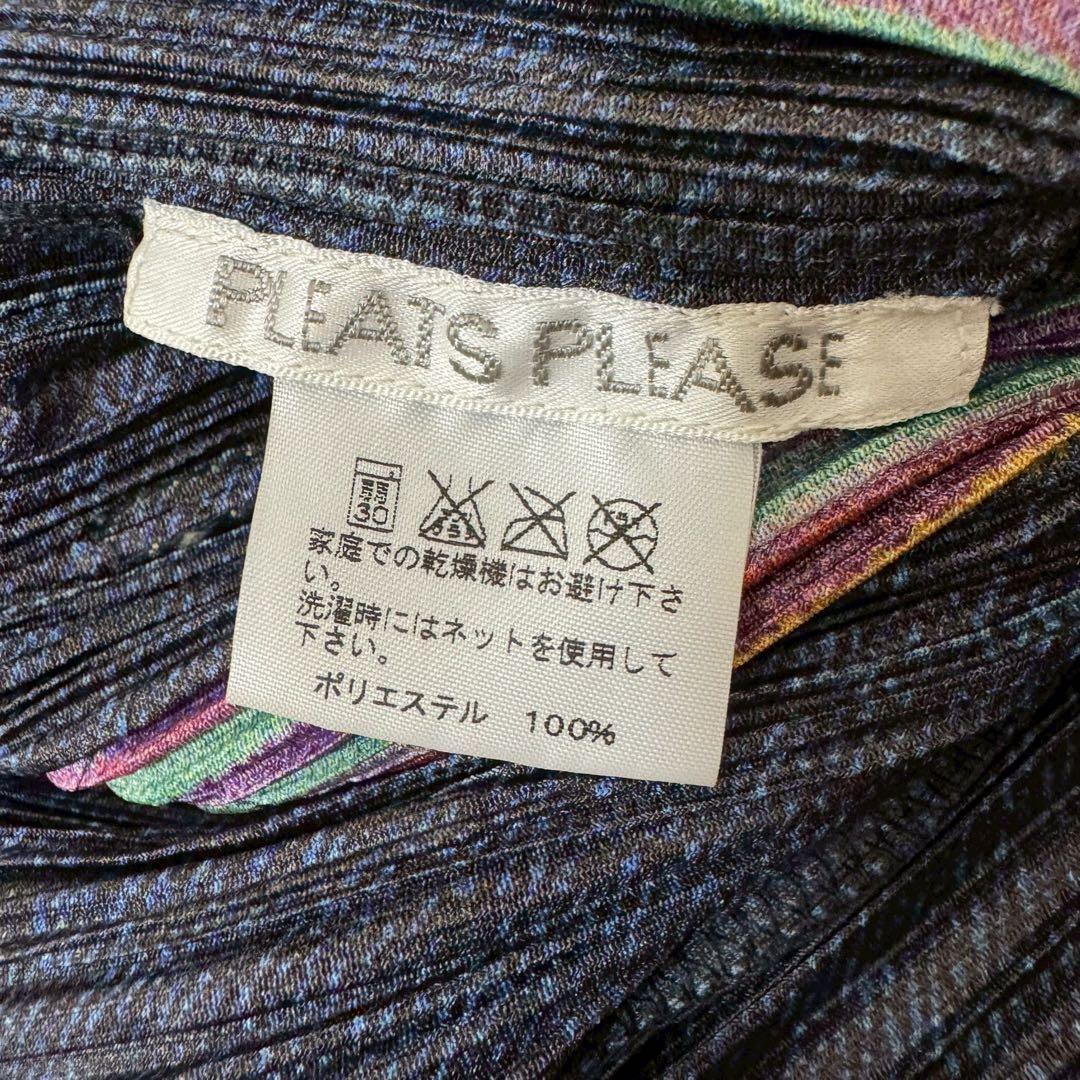 PLEATS PLEASE
弱
30
家庭での乾燥機はお避け下さ
い。
洗濯時にはネットを使用して
下さい。
ポリエステル 100%